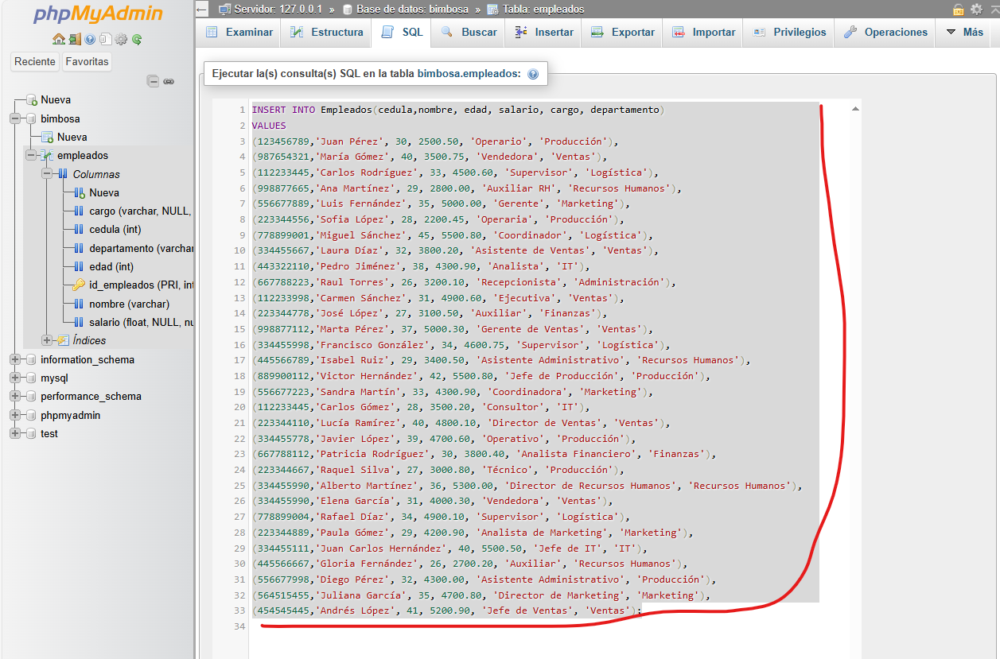 phpMyAdmin
Reciente Favoritas
Nueva
bimbosa
Nueva
empleados
Columnas
Nueva
cargo (varchar, NULL,
cedula (int)
departamento (varchar
edad (int)
id_empleados (PRI, int
nombre (varchar)
salario (float, NULL, nu
Índices
information_schema
mysql
performance_schema
phpmyadmin
test
Servidor: 127.0.0.1 » Base de datos: bimbosa » Tabla: empleados
Examinar Estructura SQL Buscar Insertar Exportar Importar Privilegios Operaciones Más
Ejecutar la(s) consulta(s) SQL en la tabla bimbosa.empleados:
1 INSERT INTO Empleados(cedula,nombre, edad, salario, cargo, departamento)
2 VALUES
3 (123456789,'Juan Pérez', 30, 2500.50, 'Operario', 'Producción'),
4 (987654321,'María Gómez', 40, 3500.75, 'Vendedora', 'Ventas'),
5 (112233445,'Carlos Rodríguez', 33, 4500.60, 'Supervisor', 'Logística'),
6 (998877665,'Ana Martínez', 29, 2800.00, 'Auxiliar RH', 'Recursos Humanos'),
7 (556677889,'Luis Fernández', 35, 5000.00, 'Gerente', 'Marketing'),
8 (223344556,'Sofia López', 28, 2200.45, 'Operaria', 'Producción'),
9 (778899001,'Miguel Sánchez', 45, 5500.80, 'Coordinador', 'Logística'),
10 (334455667,'Laura Díaz', 32, 3800.20, 'Asistente de Ventas', 'Ventas'),
11 (443322110,'Pedro Jiménez', 38, 4300.90, 'Analista', 'IT'),
12 (667788223,'Raul Torres', 26, 3200.10, 'Recepcionista', 'Administración'),
13 (112233998,'Carmen Sánchez', 31, 4900.60, 'Ejecutiva', 'Ventas'),
14 (223344778,'José López', 27, 3100.50, 'Auxiliar', 'Finanzas'),
15 (998877112,'Marta Pérez', 37, 5000.30, 'Gerente de Ventas', 'Ventas'),
16 (334455998,'Francisco González', 34, 4600.75, 'Supervisor', 'Logística'),
17 (445566789,'Isabel Ruiz', 29, 3400.50, 'Asistente Administrativo', 'Recursos Humanos'),
18 (889900112,'Victor Hernández', 42, 5500.80, 'Jefe de Producción', 'Producción'),
19 (556677223,'Sandra Martín', 33, 4300.90, 'Coordinadora', 'Marketing'),
20 (112233445,'Carlos Gómez', 28, 3500.20, 'Consultor', 'IT'),
21 (223344110,'Lucía Ramírez', 40, 4800.10, 'Director de Ventas', 'Ventas'),
22 (334455778,'Javier López', 39, 4700.60, 'Operativo', 'Producción'),
23 (667788112,'Patricia Rodríguez', 30, 3800.40, 'Analista Financiero', 'Finanzas'),
24 (223344667,'Raquel Silva', 27, 3000.80, 'Técnico', 'Producción'),
25 (334455990,'Alberto Martínez', 36, 5300.00, 'Director de Recursos Humanos', 'Recursos Humanos'),
26 (334455990,'Elena García', 31, 4000.30, 'Vendedora', 'Ventas'),
27 (778899004,'Rafael Díaz', 34, 4900.10, 'Supervisor', 'Logística'),
28 (223344889,'Paula Gómez', 29, 4200.90, 'Analista de Marketing', 'Marketing'),
29 (334455111,'Juan Carlos Hernández', 40, 5500.50, 'Jefe de IT', 'IT'),
30 (445566667,'Gloria Fernández', 26, 2700.20, 'Auxiliar', 'Recursos Humanos'),
31 (556677998,'Diego Pérez', 32, 4300.00, 'Asistente Administrativo', 'Producción'),
32 (564515455,'Juliana García', 35, 4700.80, 'Director de Marketing', 'Marketing'),
33 (454545445,'Andrés López', 41, 5200.90, 'Jefe de Ventas', 'Ventas');
34